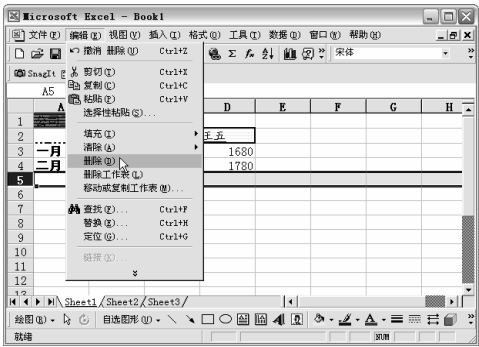 Microsoft Excel - Book1
文件(F) 编辑(E) 视图(V) 插入(I) 格式(O) 工具(T) 数据(D) 窗口(W) 帮助(H)
宋体
SnagIt
A5
撤消 删除(U) Ctrl+Z
剪切(T) Ctrl+X
复制(C) Ctrl+C
粘贴(P) Ctrl+V
选择性粘贴(S)...
填充(I)
清除(A)
删除(D)
删除工作表(L)
移动或复制工作表(M)...
查找(F)... Ctrl+F
替换(E)... Ctrl+H
定位(G)... Ctrl+G
链接(K)...
A D E F G H
1 公司
2 王五
3 一月 1680
4 二月 1780
5
6
7
8
9
10
11
12
13
Sheet1 Sheet2 Sheet3
绘图(R) 自选图形(U)
就绪 NUM